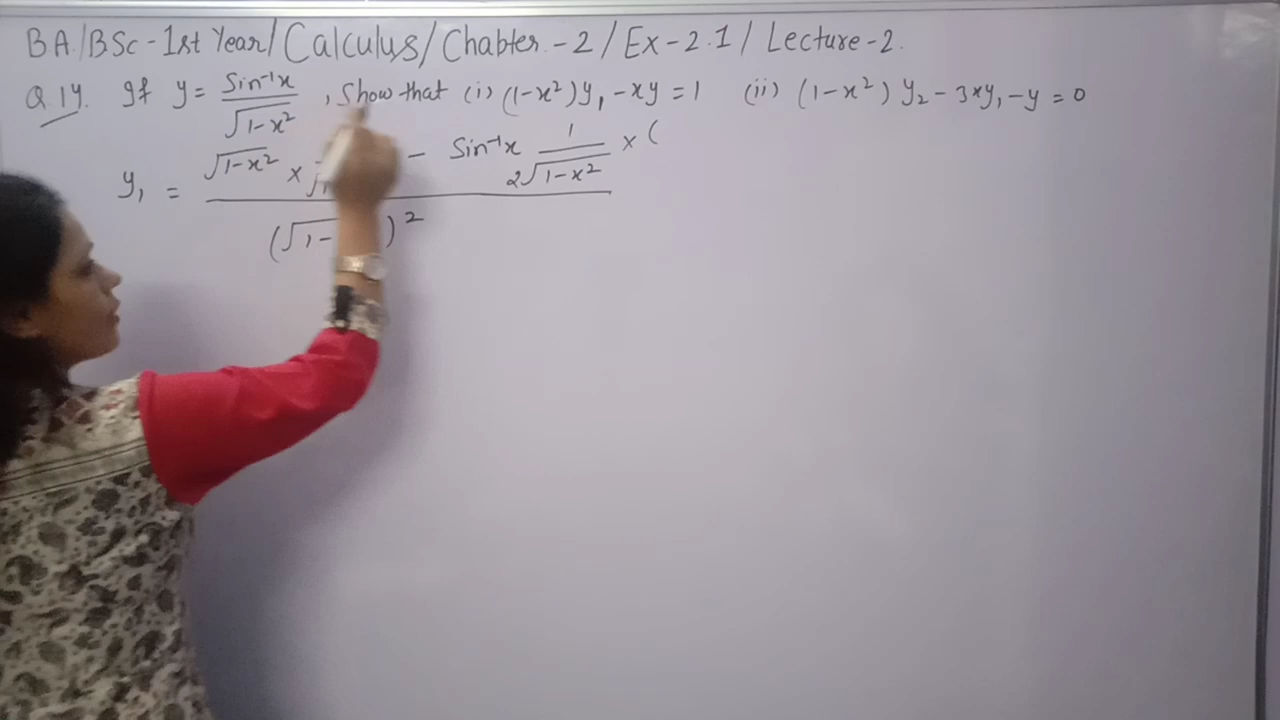 BA/BSc - 1st Year/Calculus/Chabter - 2/Ex - 2.1/Lecture - 2.
Q.14. If y = Sin⁻¹x / √1-x² , Show that (i) (1-x²)y₁ - xy = 1 (ii) (1-x²) y₂ - 3xy₁ - y = 0
y₁ = √1-x² × - Sin⁻¹x 1 / 2√1-x² × (
(√1- )²